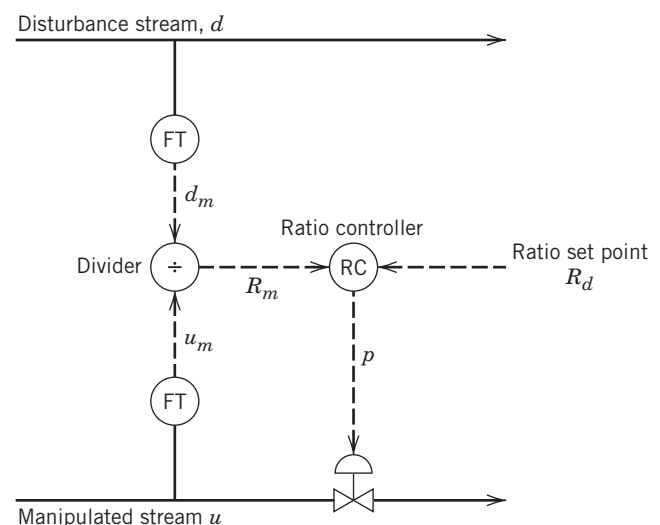 Disturbance stream, d
FT
d_m
Ratio controller
Divider
÷
R_m
RC
Ratio set point
R_d
u_m
p
FT
Manipulated stream u